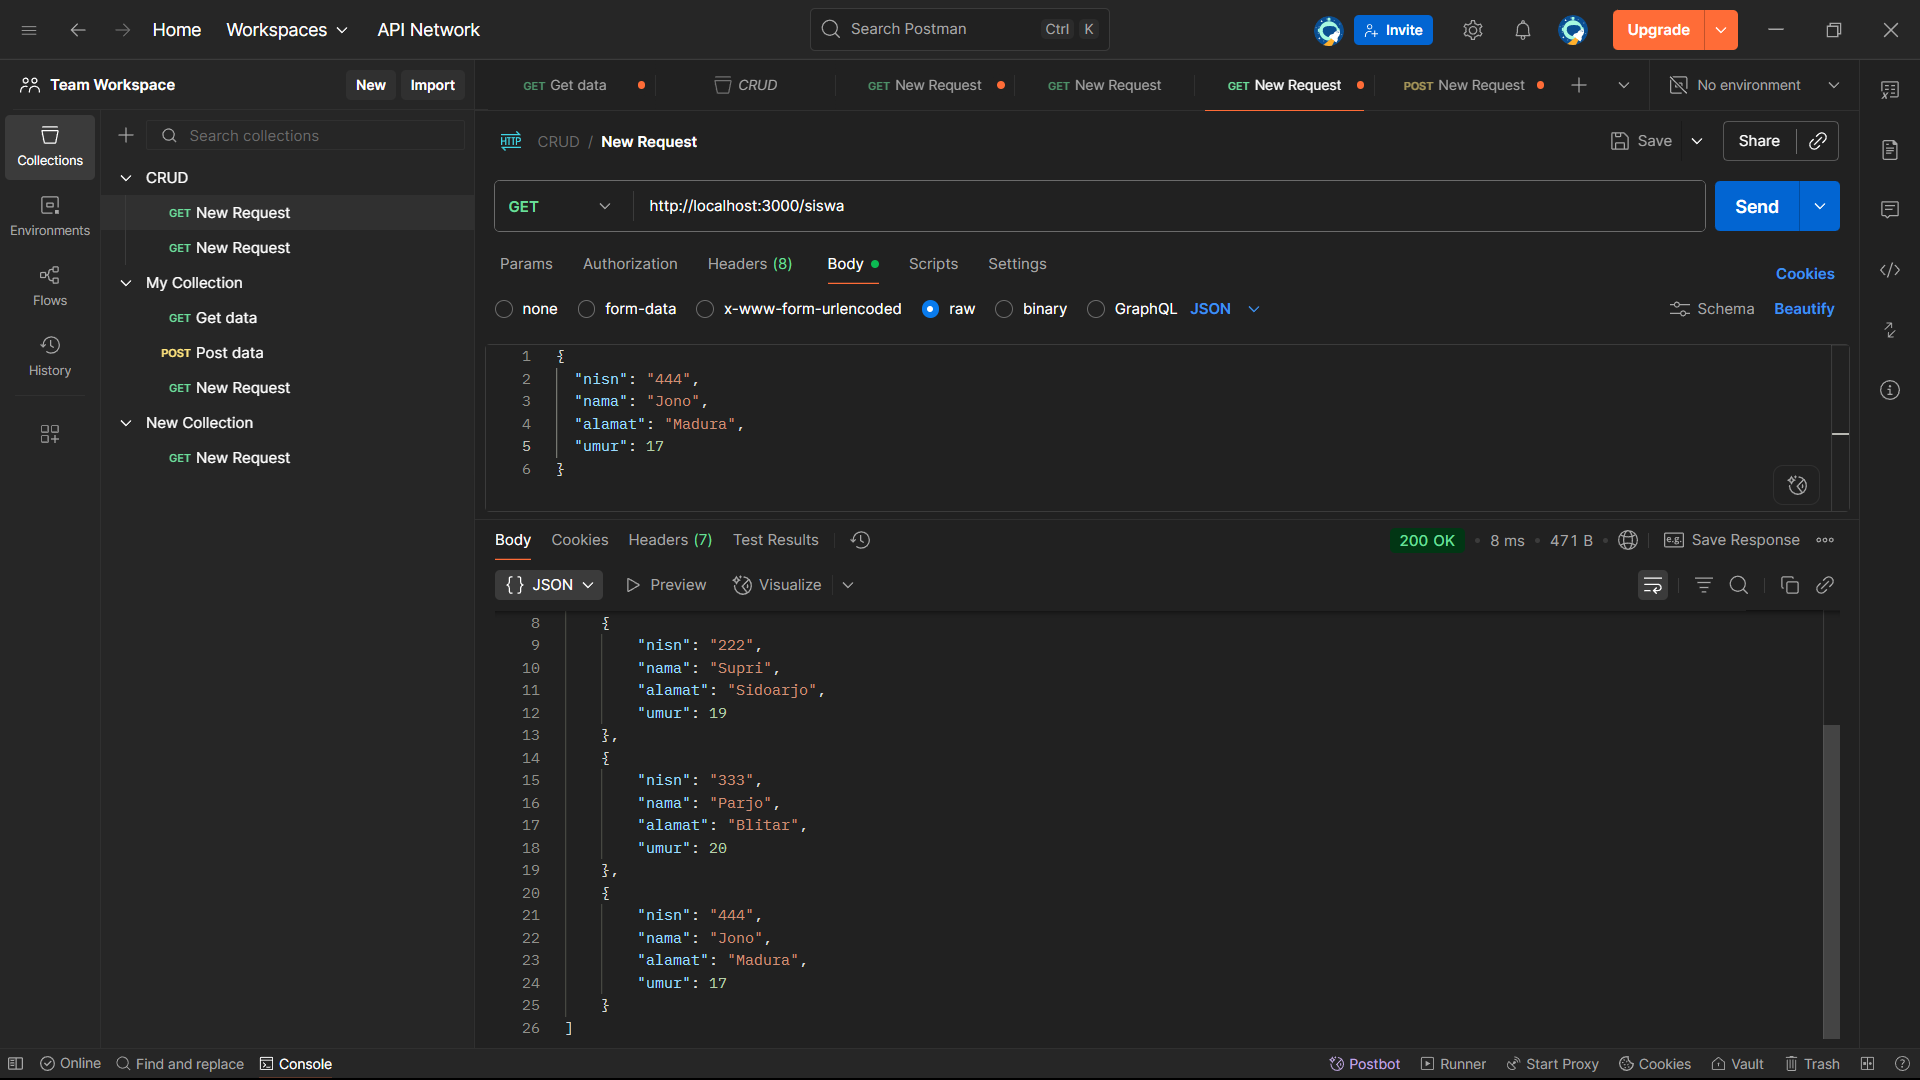 Home Workspaces API Network Search Postman Ctrl K Invite Upgrade
Team Workspace New Import GET Get data CRUD GET New Request GET New Request GET New Request POST New Request No environment
Collections
Environments
Flows
History
Search collections
CRUD
GET New Request
GET New Request
My Collection
GET Get data
POST Post data
GET New Request
New Collection
GET New Request
HTTP CRUD / New Request Save Share
GET http://localhost:3000/siswa Send
Params Authorization Headers (8) Body Scripts Settings Cookies
none form-data x-www-form-urlencoded raw binary GraphQL JSON Schema Beautify
1 {
2 "nisn": "444",
3 "nama": "Jono",
4 "alamat": "Madura",
5 "umur": 17
6 }
Body Cookies Headers (7) Test Results 200 OK • 8 ms • 471 B • e.g. Save Response
{} JSON Preview Visualize
8 {
9 "nisn": "222",
10 "nama": "Supri",
11 "alamat": "Sidoarjo",
12 "umur": 19
13 },
14 {
15 "nisn": "333",
16 "nama": "Parjo",
17 "alamat": "Blitar",
18 "umur": 20
19 },
20 {
21 "nisn": "444",
22 "nama": "Jono",
23 "alamat": "Madura",
24 "umur": 17
25 }
26 ]
Online Find and replace Console Postbot Runner Start Proxy Cookies Vault Trash